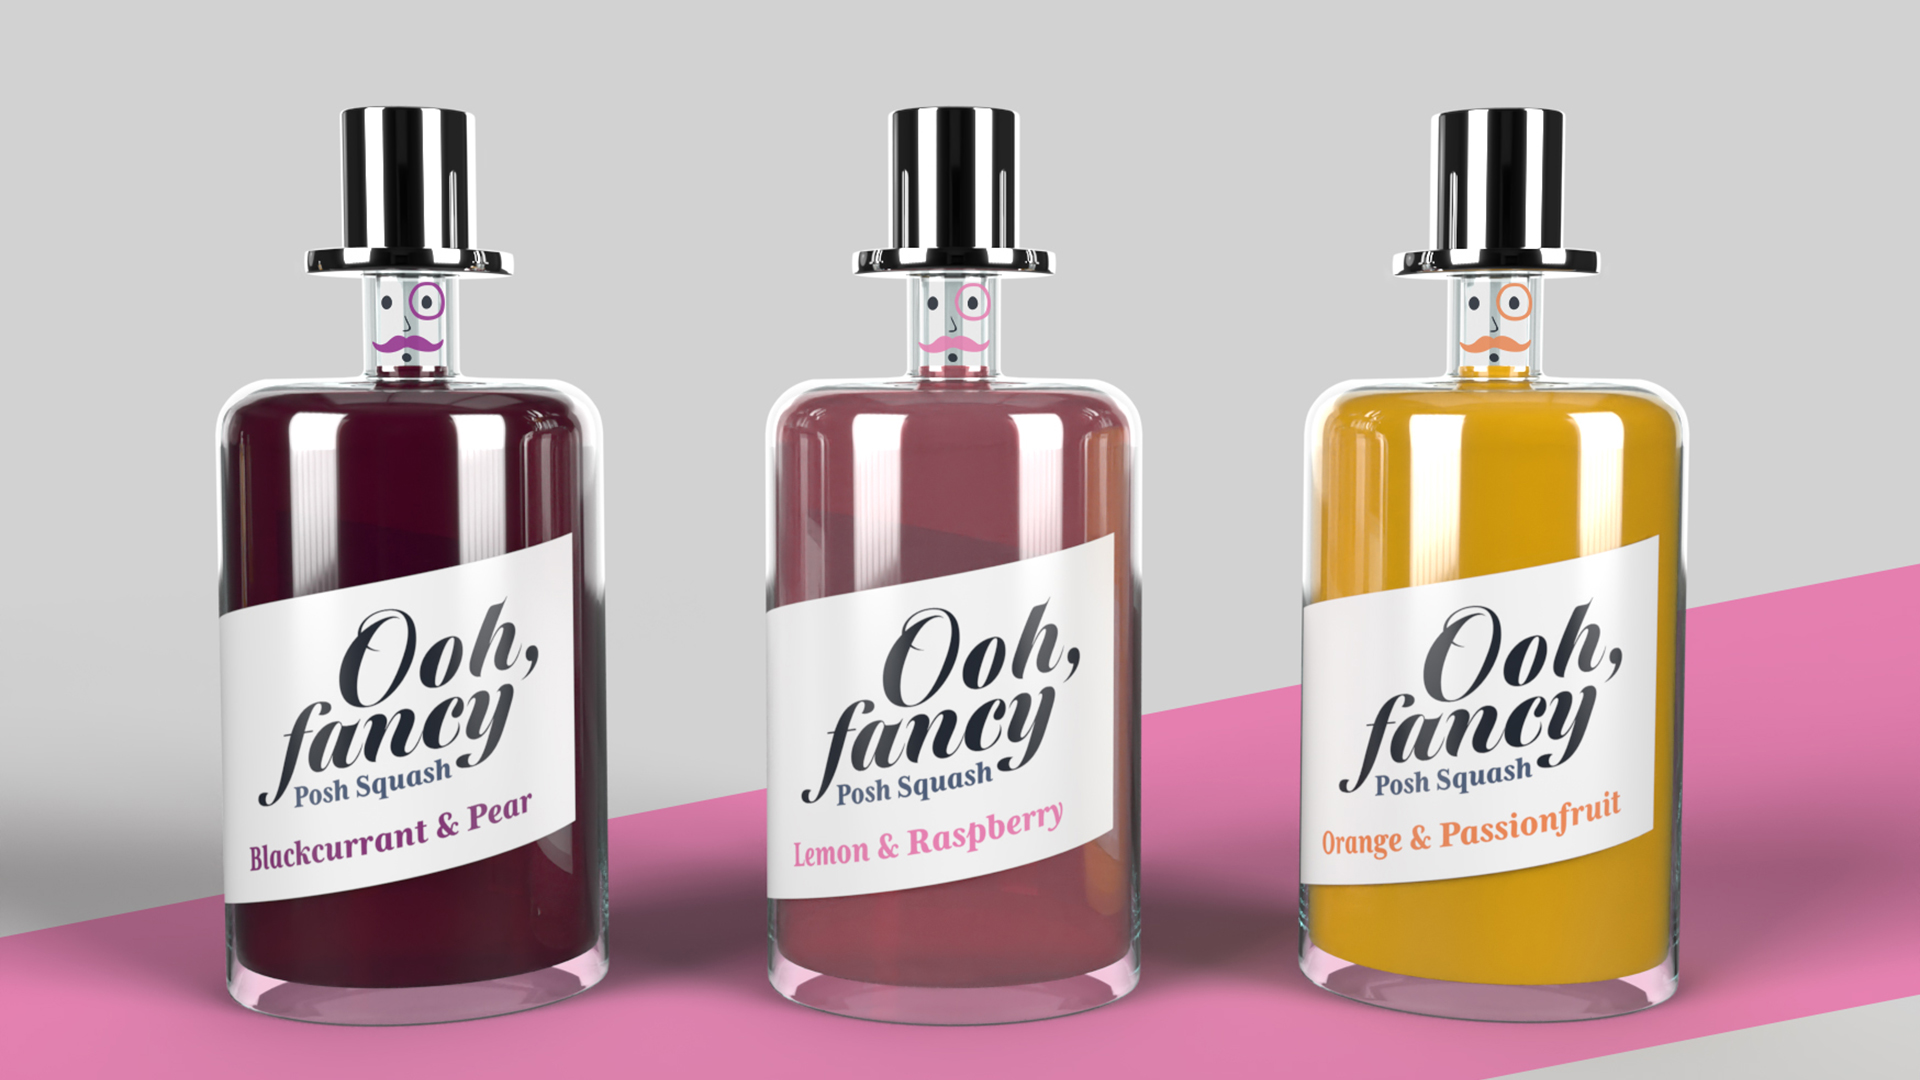 Ooh,
fancy
Posh Squash
Blackcurrant & Pear
Ooh,
fancy
Posh Squash
Lemon & Raspberry
Ooh,
fancy
Posh Squash
Orange & Passionfruit